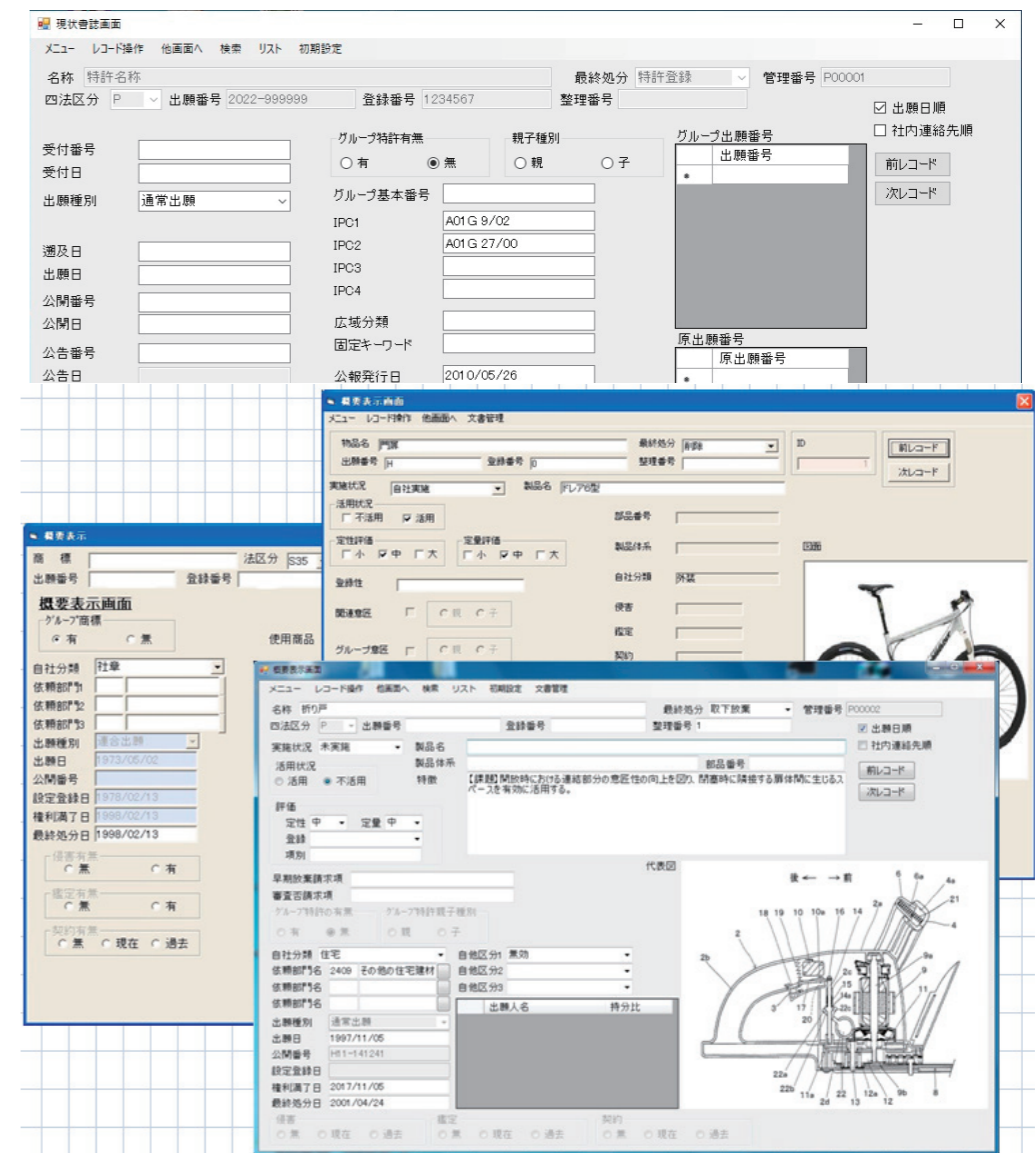 現状書誌画面
メニュー レコード操作 他画面へ 検索 リスト 初期設定
名称 特許名称 最終処分 特許登録 管理番号 P00001
四法区分 P 出願番号 2022-999999 登録番号 1234567 整理番号
出願日順
社内連絡先順
前レコード
次レコード
受付番号
受付日
出願種別 通常出願
遡及日
出願日
公開番号
公開日
公告番号
公告日
グループ特許有無
有 無
親子種別
親 子
グループ基本番号
IPC1 A01G 9/02
IPC2 A01G 27/00
IPC3
IPC4
広域分類
固定キーワード
公報発行日 2010/05/26
グループ出願番号
出願番号
原出願番号
原出願番号
概要表示画面
メニュー レコード操作 他画面へ 文書管理
物品名 門扉 最終処分 削除 ID
出願番号 H 登録番号 0 整理番号 1
前レコード
次レコード
実施状況 自社実施 製品名 FLア6型
活用状況
不活用 活用
定性評価
小 中 大
定量評価
小 中 大
登録性
関連意匠 親 子
グループ意匠 親 子
部品番号
製品体系
自社分類 外装
侵害
鑑定
契約
図面
概要表示
商標 法区分 S35
出願番号 登録番号
概要表示画面
グループ商標
有 無
使用商品
自社分類 社章
依頼部門1
依頼部門2
依頼部門3
出願種別 連合出願
出願日 1973/05/02
公開番号
設定登録日 1978/02/13
権利満了日 1998/02/13
最終処分日 1998/02/13
侵害有無
無 有
鑑定有無
無 有
契約有無
無 現在 過去
概要表示画面
メニュー レコード操作 他画面へ 検索 リスト 初期設定 文書管理
名称 折り戸 最終処分 取下放棄 管理番号 P00002
四法区分 P 出願番号 登録番号 整理番号 1
出願日順
社内連絡先順
前レコード
次レコード
実施状況 未実施 製品名
製品体系 部品番号
活用状況
活用 不活用
特徴 【課題】開放時における連結部分の意匠性の向上を図り、閉塞時に隣接する扉体間に生じるス
ペースを有効に活用する。
評価
定性 中 定量 中
登録
項別
早期放棄請求項
審査否請求項
グループ特許の有無 グループ特許親子種別
有 無 親 子
自社分類 住宅 自他区分1 無効
依頼部門名 2409 その他の住宅建材 自他区分2
依頼部門名 自他区分3
依頼部門名
出願人名 持分比
出願種別 通常出願
出願日 1997/11/05
公開番号 H11-141241
設定登録日
権利満了日 2017/11/05
最終処分日 2001/04/24
侵害 鑑定 契約
無 現在 過去 無 現在 過去 無 現在 過去
代表図
後 ← → 前
6 6a 4a
21
4
18 19 10 10a 16 14 2a
2
2b
9a
9
11
2c
15
14a
22c
3 17
20
22a
22b
11a 2d 22 13 12a 12 9b 8